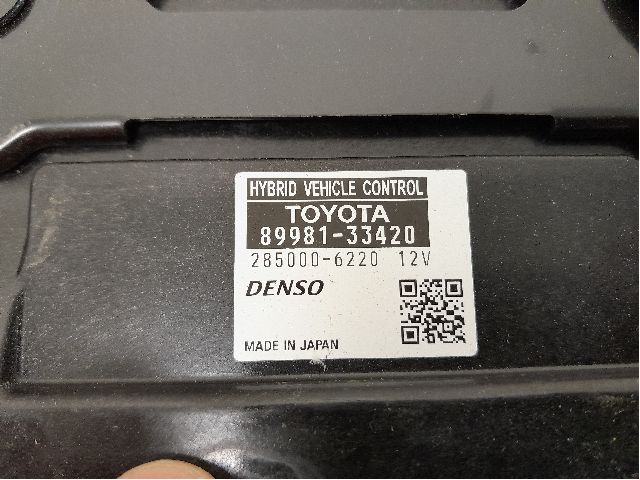 HYBRID VEHICLE CONTROL
TOYOTA
89981-33420
285000-6220 12V
DENSO
MADE IN JAPAN